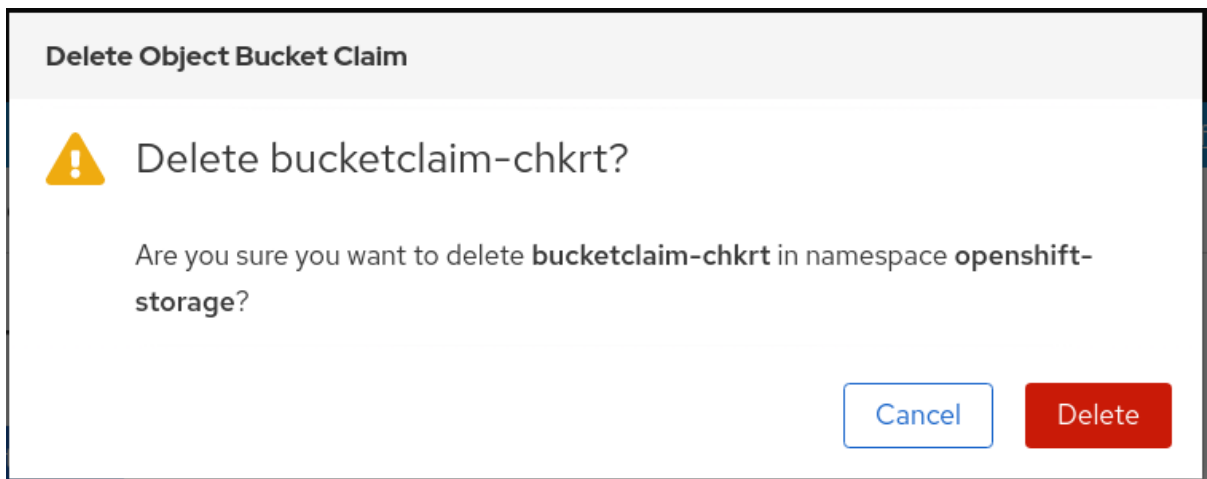 Delete Object Bucket Claim
Delete bucketclaim-chkrt?
Are you sure you want to delete bucketclaim-chkrt in namespace openshift-
storage?
Cancel
Delete